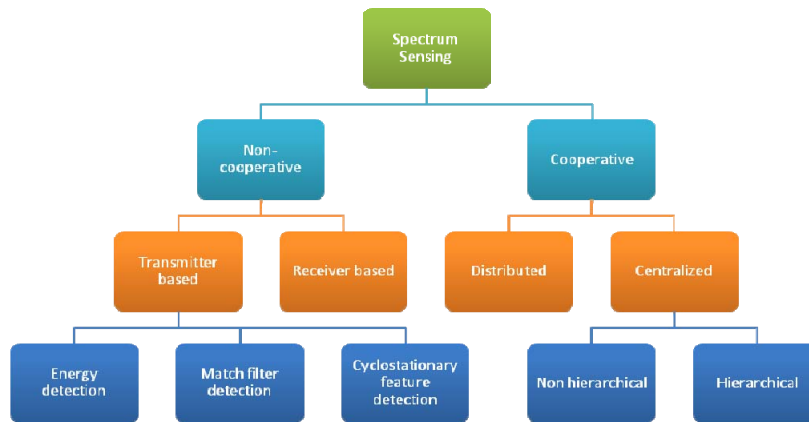 Spectrum
Sensing
Non-
cooperative
Cooperative
Transmitter
based
Receiver based
Distributed
Centralized
Energy
detection
Match filter
detection
Cyclostationary
feature
detection
Non hierarchical
Hierarchical